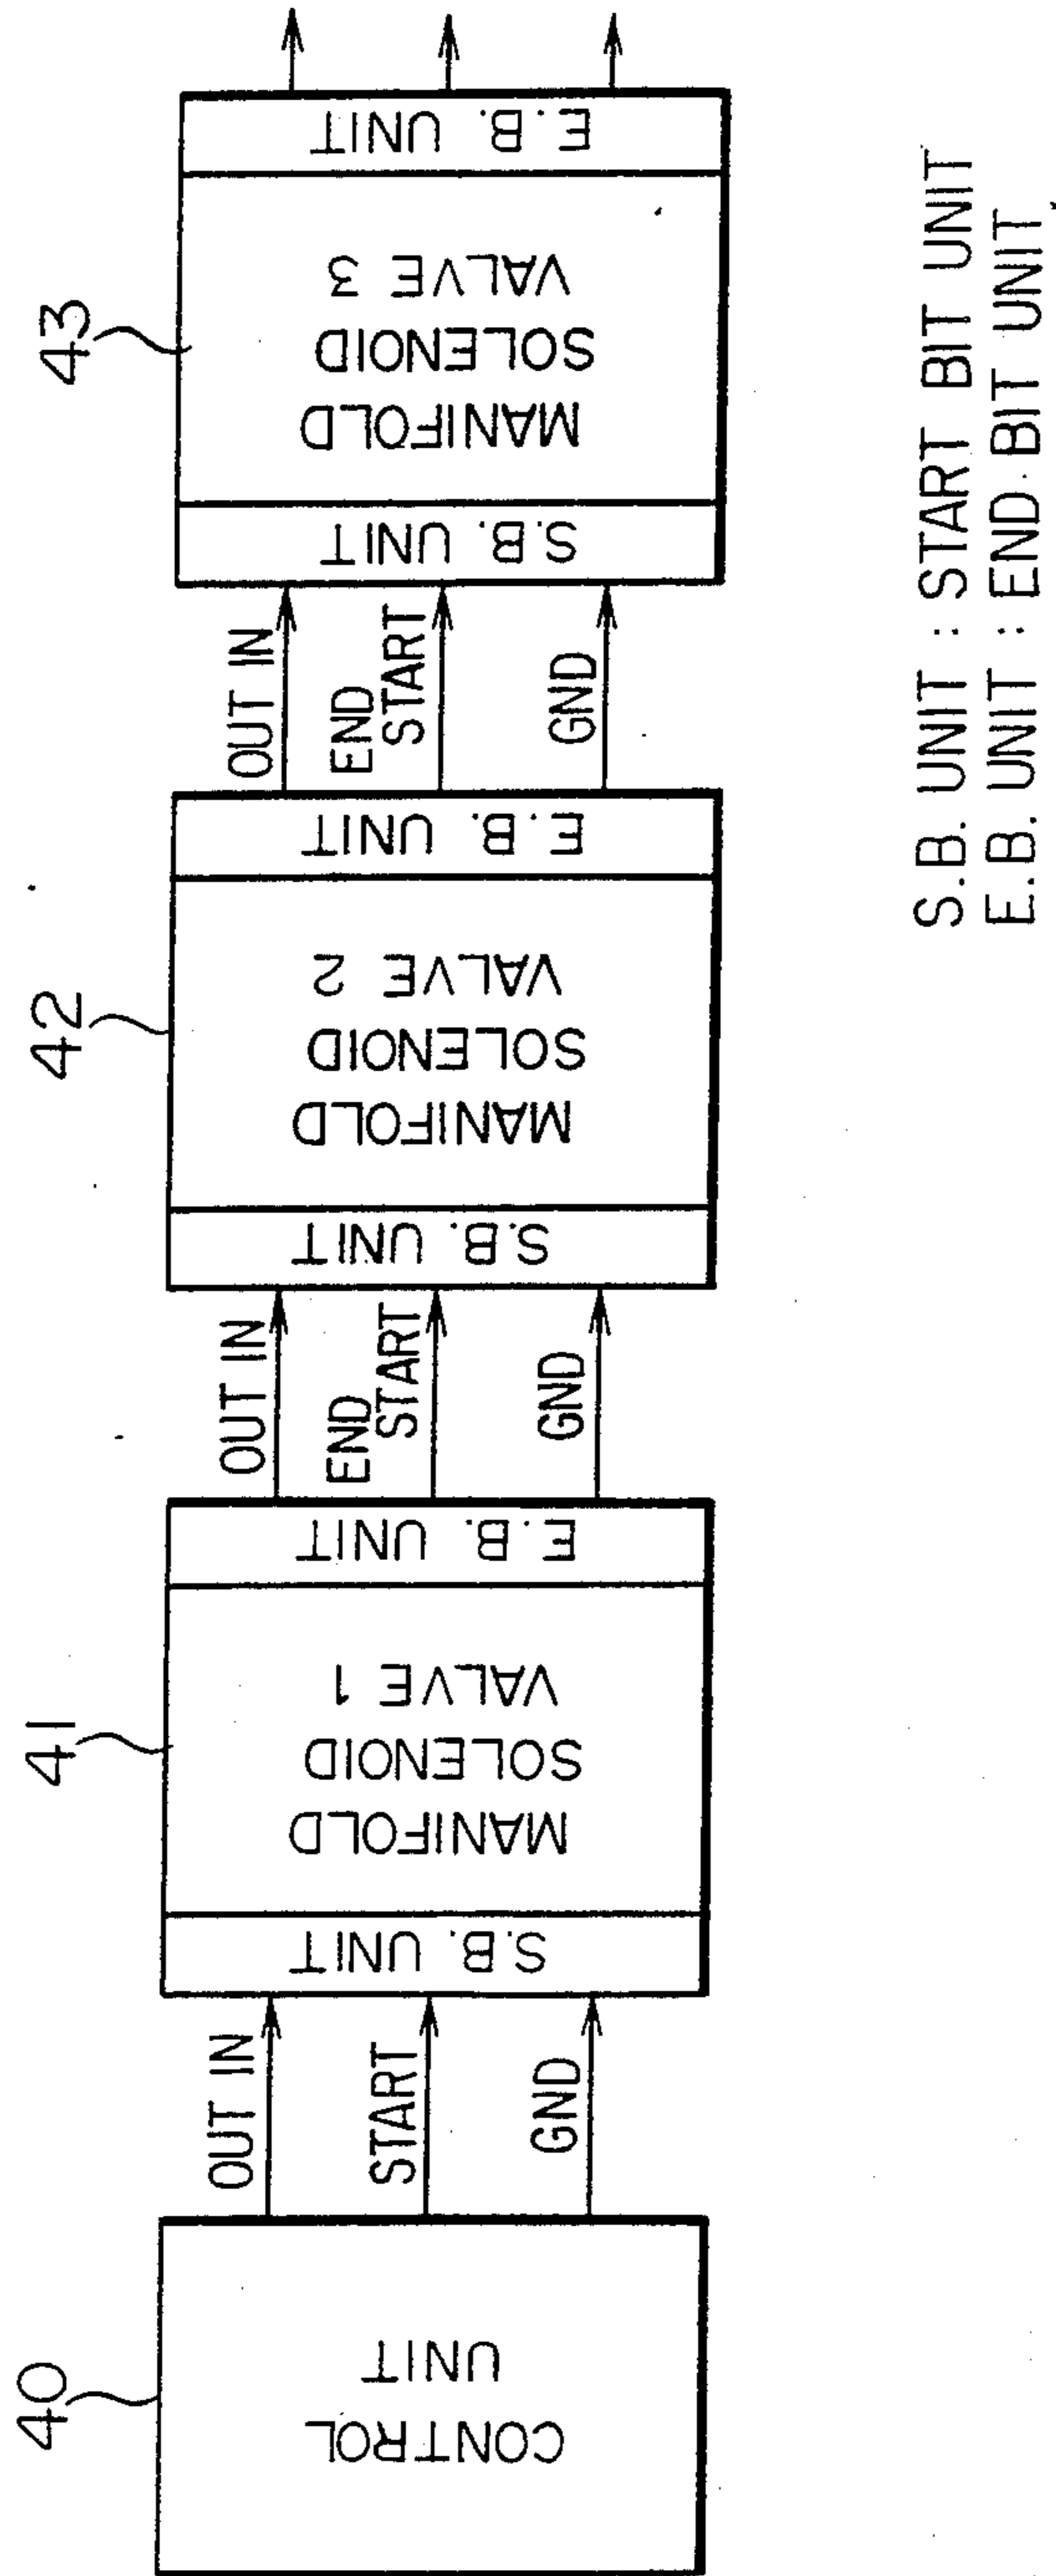 40
CONTROL
UNIT
OUT IN
START
GND
41
S.B. UNIT
MANIFOLD
SOLENOID
VALVE 1
E.B. UNIT
OUT IN
END
START
GND
42
S.B. UNIT
MANIFOLD
SOLENOID
VALVE 2
E.B. UNIT
OUT IN
END
START
GND
43
S.B. UNIT
MANIFOLD
SOLENOID
VALVE 3
E.B. UNIT
S.B. UNIT : START BIT UNIT
E.B. UNIT : END BIT UNIT